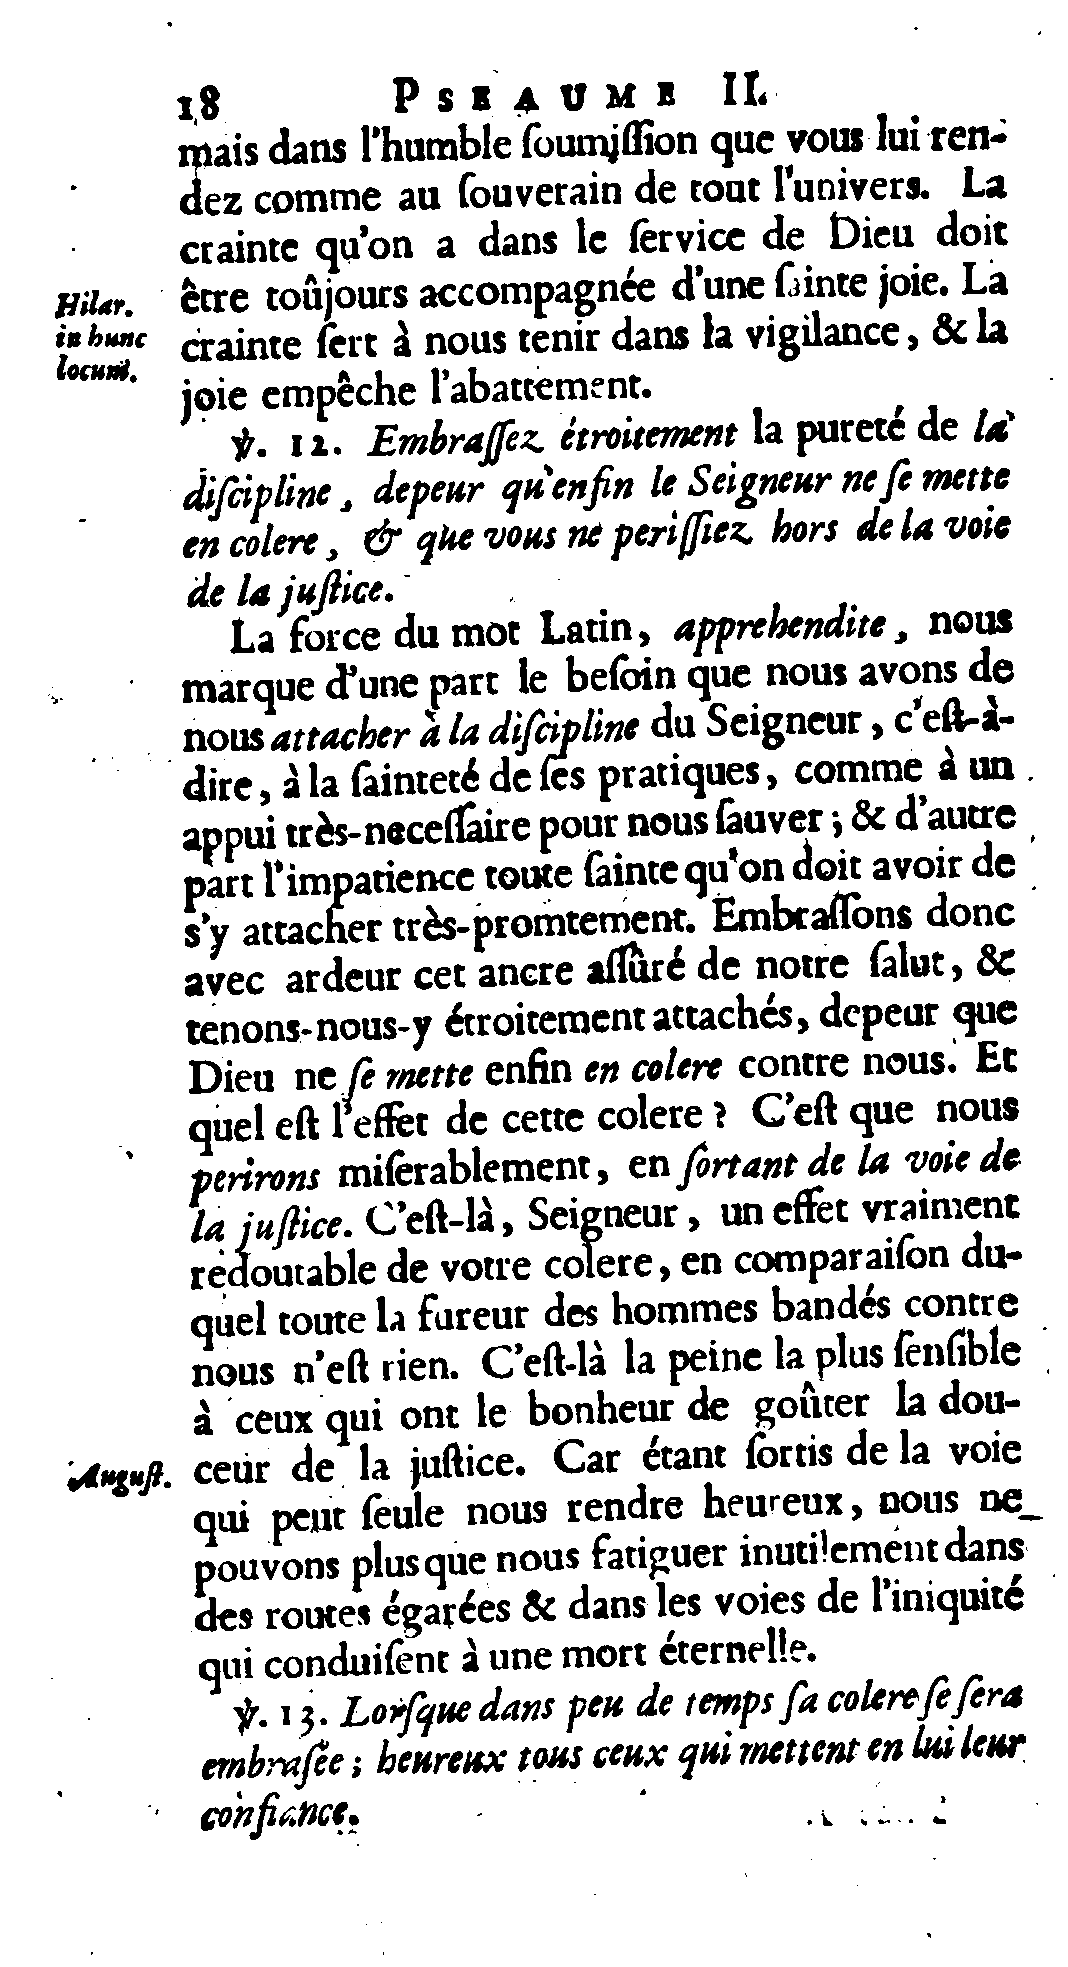 18 PSEAUME II.
mais dans l'humble ſoumiſſion que vous lui ren-
dez comme au ſouverain de tout l'univers. La
crainte qu'on a dans le ſervice de Dieu doit
être toûjours accompagnée d'une ſainte joie. La
Hilar.
in hunc
locum.
crainte ſert à nous tenir dans la vigilance, & la
joie empêche l'abattement.
℣. 12. Embraſſez étroitement la pureté de la
diſcipline, depeur qu'enfin le Seigneur ne ſe mette
en colere, & que vous ne periſſiez hors de la voie
de la juſtice.
La force du mot Latin, apprehendite, nous
marque d'une part le beſoin que nous avons de
nous attacher à la diſcipline du Seigneur, c'eſt-à-
dire, à la ſainteté de ſes pratiques, comme à un
appui très-neceſſaire pour nous ſauver; & d'autre
part l'impatience toute ſainte qu'on doit avoir de
s'y attacher très-promtement. Embraſſons donc
avec ardeur cet ancre aſſûré de notre ſalut, &
tenons-nous-y étroitement attachés, depeur que
Dieu ne ſe mette enfin en colere contre nous. Et
quel eſt l'effet de cette colere? C'eſt que nous
perirons miſerablement, en ſortant de la voie de
la juſtice. C'eſt-là, Seigneur, un effet vraiment
redoutable de votre colere, en comparaiſon du-
quel toute la fureur des hommes bandés contre
nous n'eſt rien. C'eſt-là la peine la plus ſenſible
à ceux qui ont le bonheur de goûter la dou-
Auguſt.
ceur de la juſtice. Car étant ſortis de la voie
qui peut ſeule nous rendre heureux, nous ne
pouvons plus que nous fatiguer inutilement dans
des routes égarées & dans les voies de l'iniquité
qui conduiſent à une mort éternelle.
℣. 13. Lorſque dans peu de temps ſa colere ſe ſera
embraſée; heureux tous ceux qui mettent en lui leur
confiance.